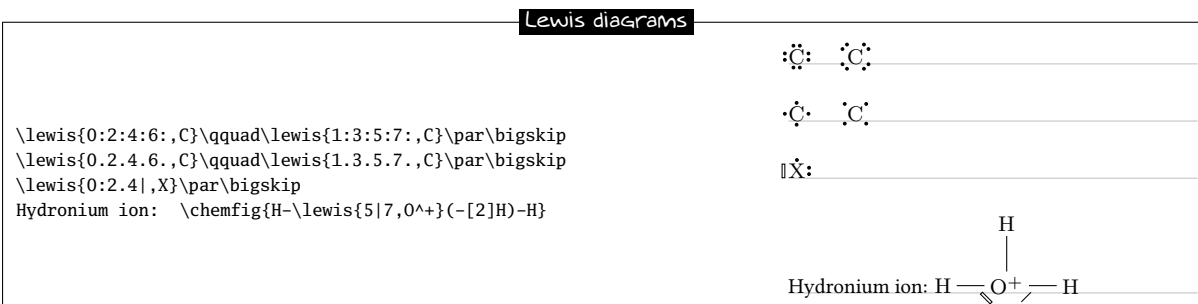 Lewis diagrams
\lewis{0:2:4:6:,C}\qquad\lewis{1:3:5:7:,C}\par\bigskip
\lewis{0.2.4.6.,C}\qquad\lewis{1.3.5.7.,C}\par\bigskip
\lewis{0:2.4|,X}\par\bigskip
Hydronium ion:  \chemfig{H-\lewis{5|7,O^+}(-[2]H)-H}
C C
C C
X
H
Hydronium ion: H O+ H